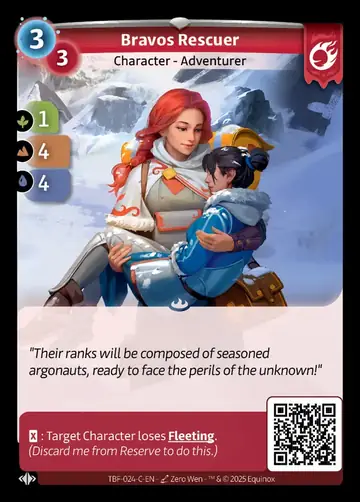 3
3
Bravos Rescuer
Character - Adventurer
1
4
4
"Their ranks will be composed of seasoned
argonauts, ready to face the perils of the unknown!"
X : Target Character loses Fleeting.
(Discard me from Reserve to do this.)
TBF-024-C-EN - Zero Wen - ™ & © 2025 Equinox